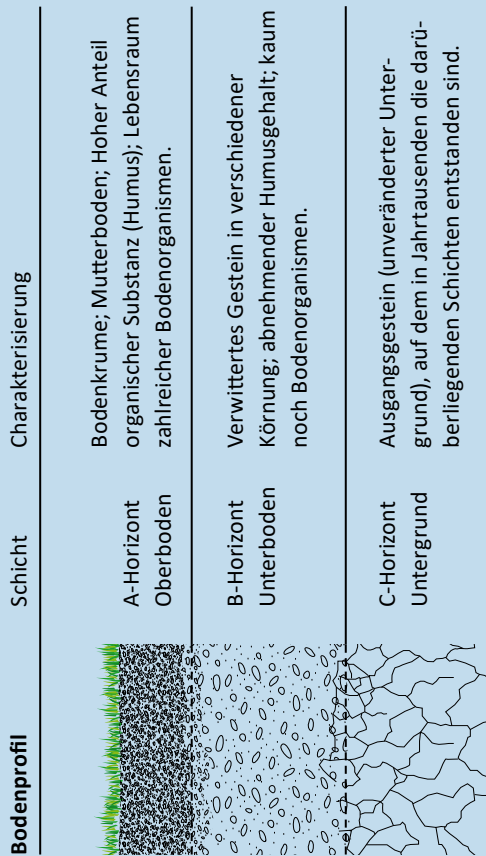 Bodenprofil Schicht Charakterisierung
A-Horizont
Oberboden
Bodenkrume; Mutterboden; Hoher Anteil
organischer Substanz (Humus); Lebensraum
zahlreicher Bodenorganismen.
B-Horizont
Unterboden
Verwittertes Gestein in verschiedener
Körnung; abnehmender Humusgehalt; kaum
noch Bodenorganismen.
C-Horizont
Untergrund
Ausgangsgestein (unveränderter Unter-
grund), auf dem in Jahrtausenden die darü-
berliegenden Schichten entstanden sind.